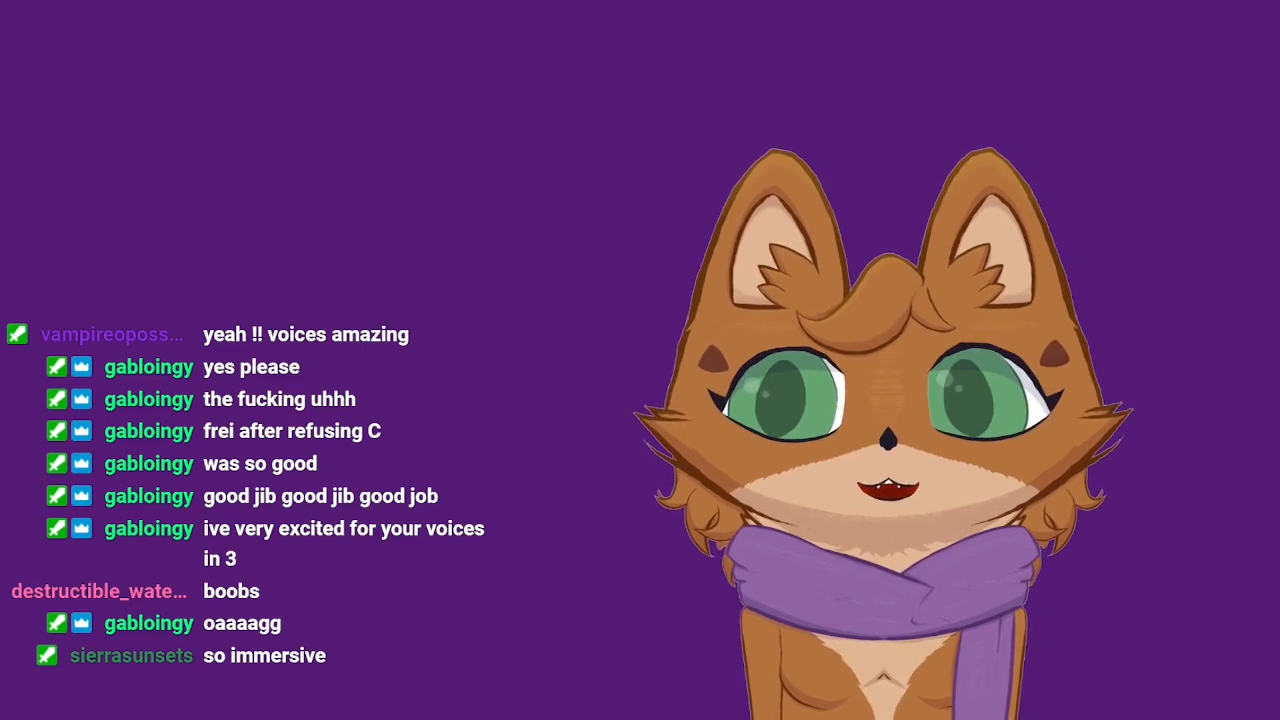 vampireoposs... yeah !! voices amazing
gabloingy yes please
gabloingy the fucking uhhh
gabloingy frei after refusing C
gabloingy was so good
gabloingy good jib good jib good job
gabloingy ive very excited for your voices
in 3
destructible_wate... boobs
gabloingy oaaaagg
sierrasunsets so immersive